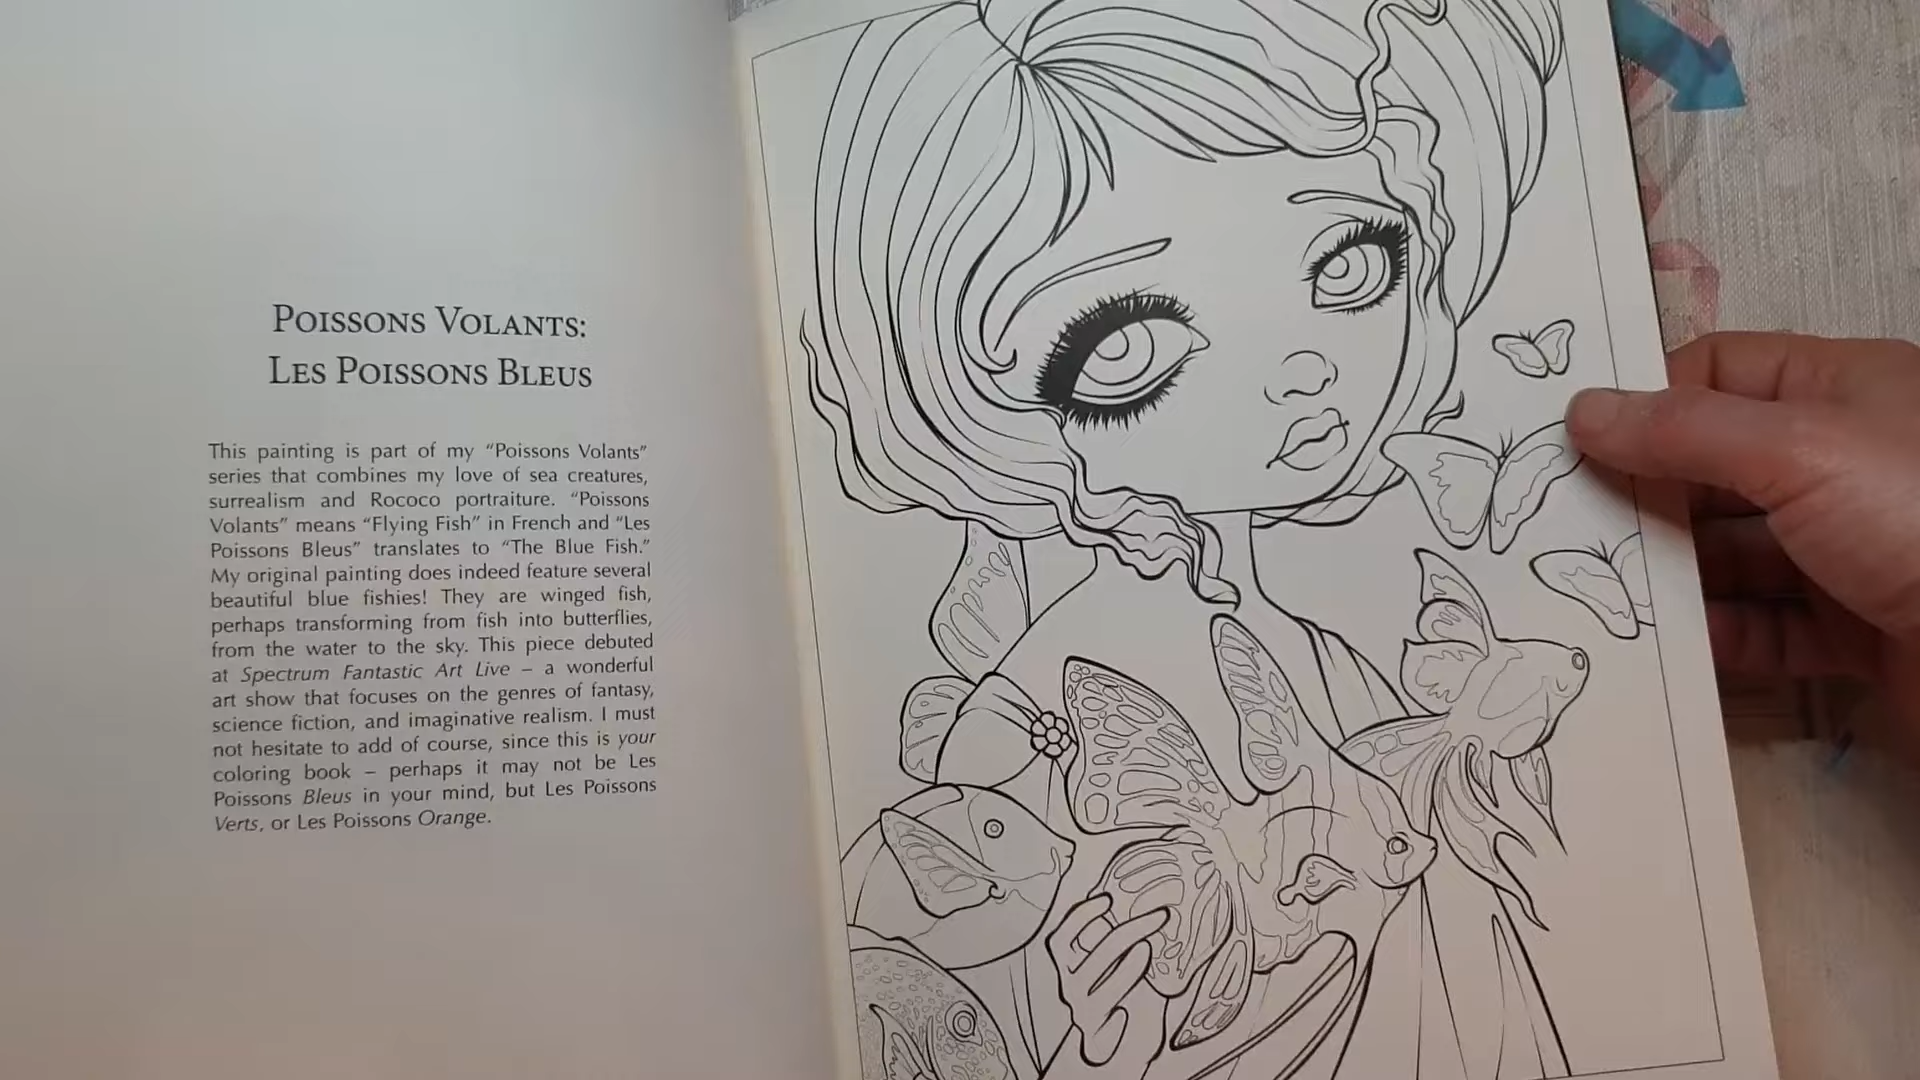 POISSONS VOLANTS:
LES POISSONS BLEUS
This painting is part of my “Poissons Volants”
series that combines my love of sea creatures,
surrealism and Rococo portraiture. “Poissons
Volants” means “Flying Fish” in French and “Les
Poissons Bleus” translates to “The Blue Fish.”
My original painting does indeed feature several
beautiful blue fishies! They are winged fish,
perhaps transforming from fish into butterflies,
from the water to the sky. This piece debuted
at Spectrum Fantastic Art Live – a wonderful
art show that focuses on the genres of fantasy,
science fiction, and imaginative realism. I must
not hesitate to add of course, since this is your
coloring book – perhaps it may not be Les
Poissons Bleus in your mind, but Les Poissons
Verts, or Les Poissons Orange.